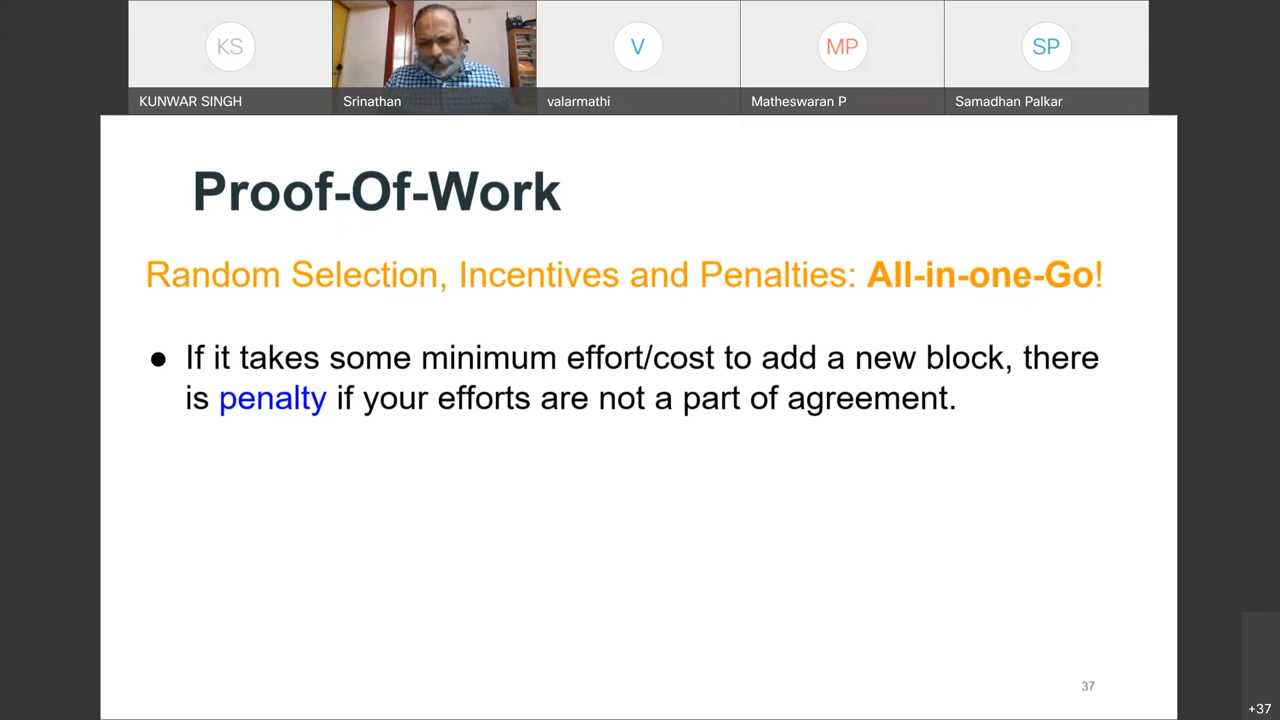 KS
V
MP
SP
KUNWAR SINGH
Srinathan
valarmathi
Matheswaran P
Samadhan Palkar
Proof-Of-Work
Random Selection, Incentives and Penalties: All-in-one-Go!
● If it takes some minimum effort/cost to add a new block, there
is penalty if your efforts are not a part of agreement.
37
+37